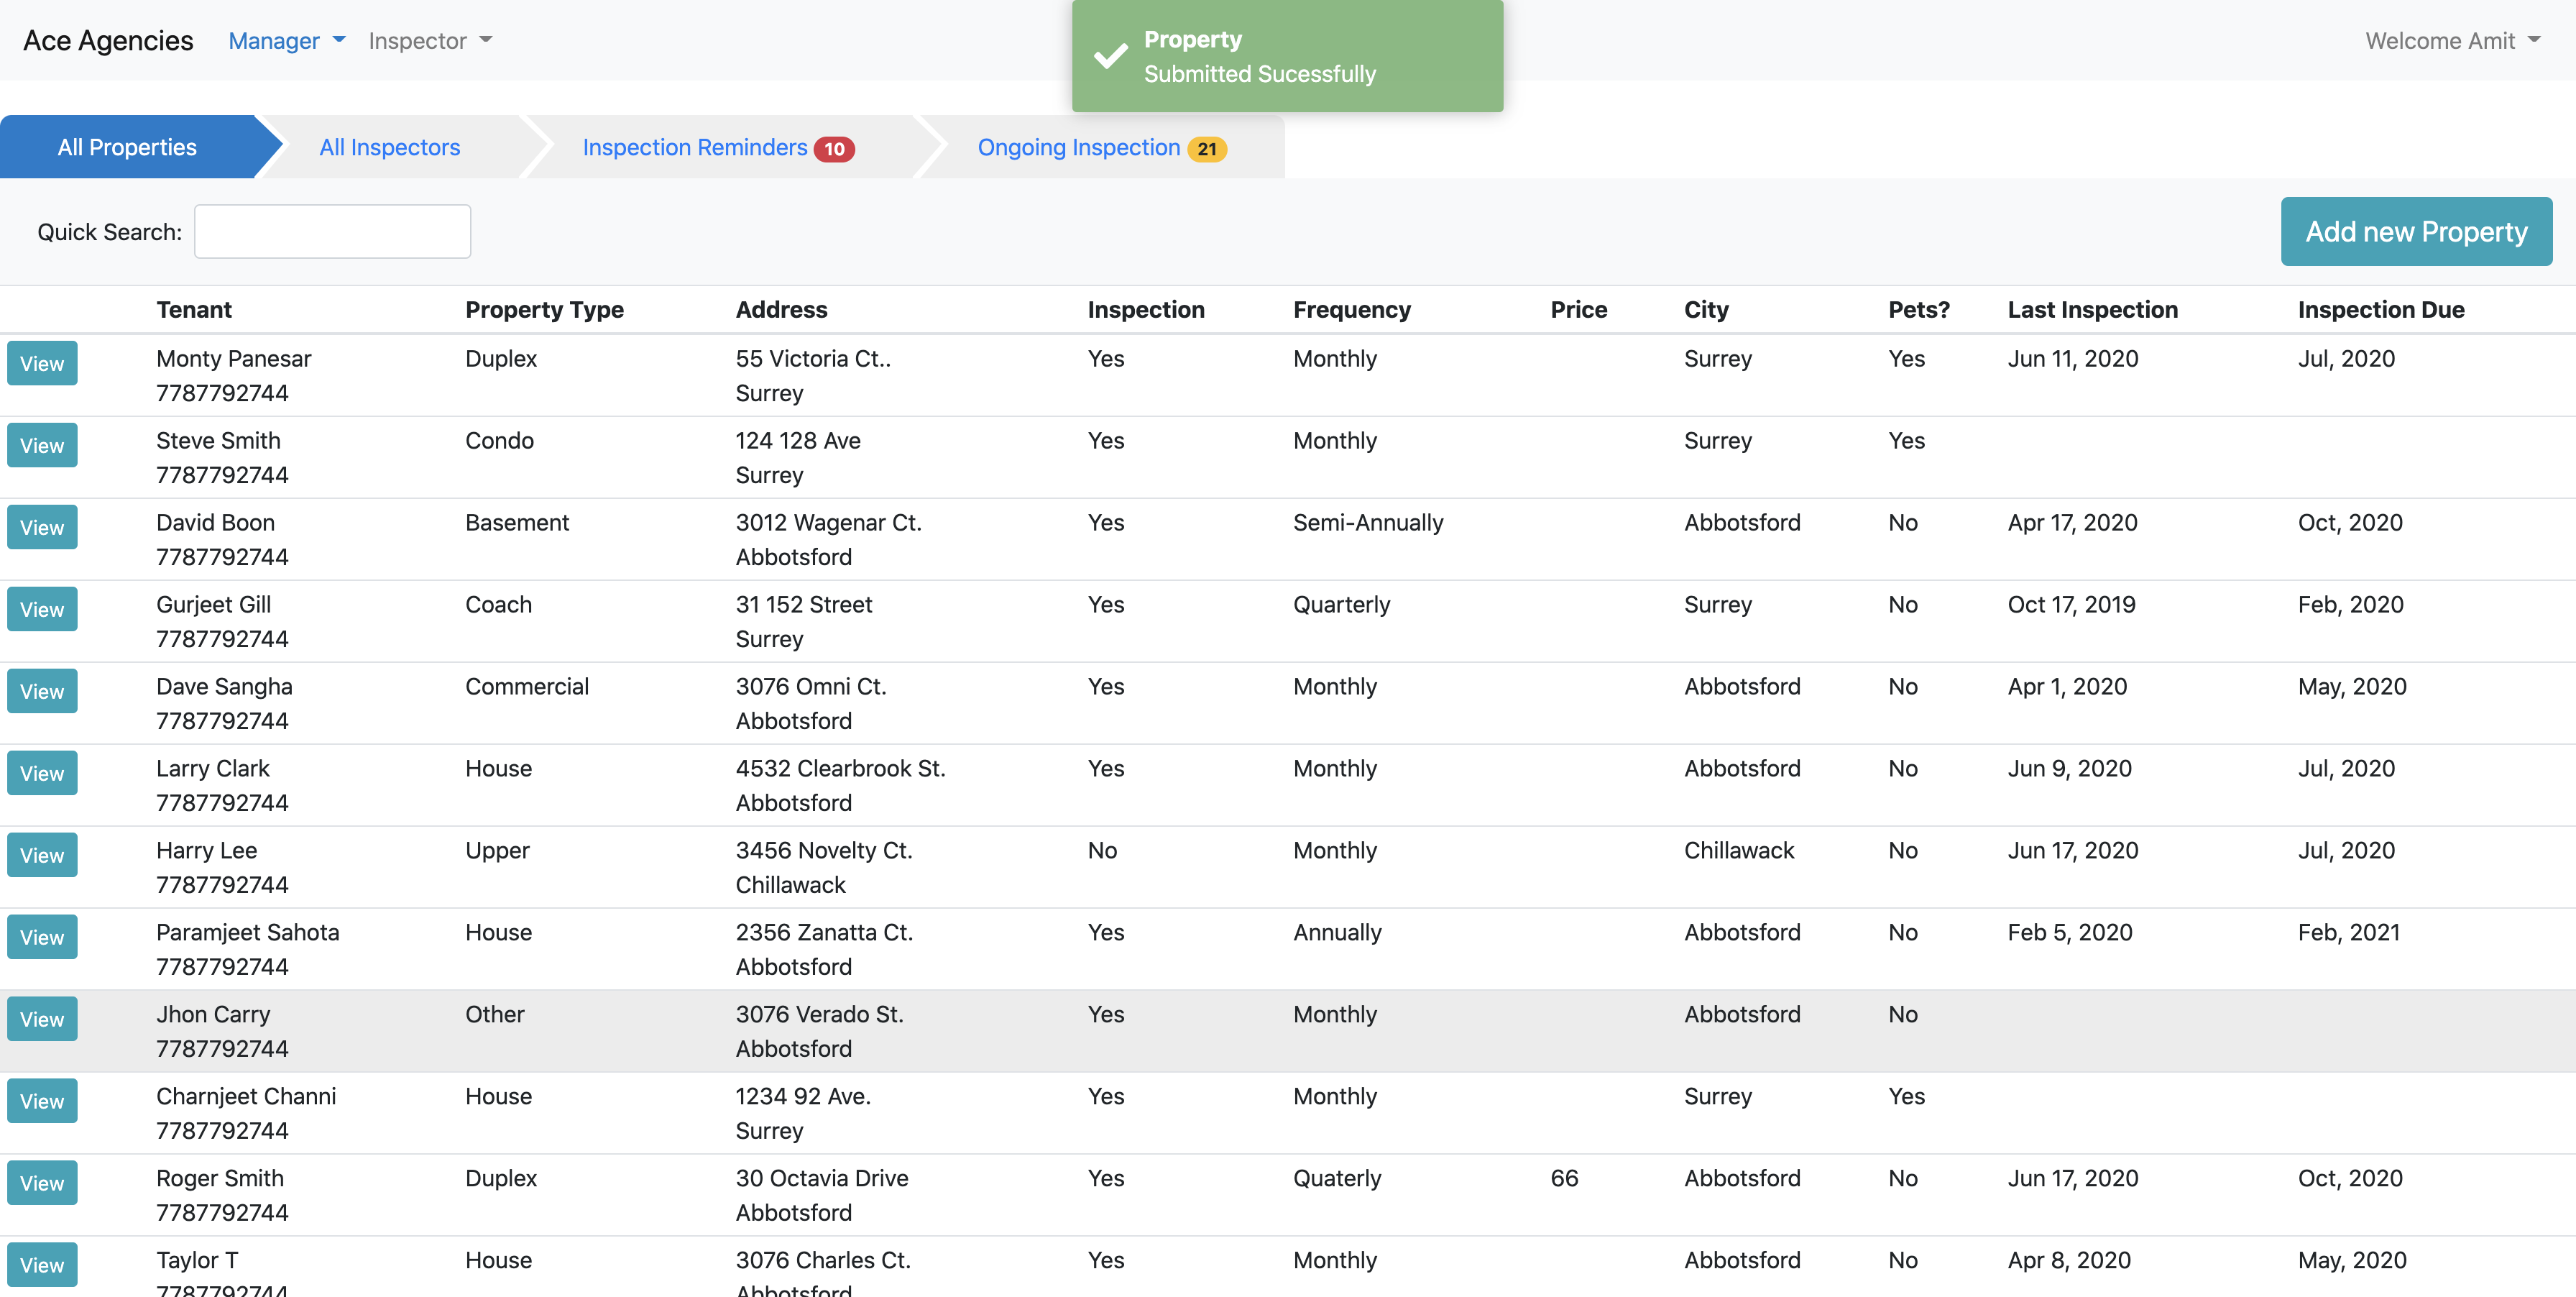 Ace Agencies Manager Inspector Welcome Amit
Property
Submitted Sucessfully
All Properties All Inspectors Inspection Reminders 10 Ongoing Inspection 21
Quick Search: Add new Property
Tenant Property Type Address Inspection Frequency Price City Pets? Last Inspection Inspection Due
View Monty Panesar Duplex 55 Victoria Ct.. Yes Monthly Surrey Yes Jun 11, 2020 Jul, 2020
7787792744 Surrey
View Steve Smith Condo 124 128 Ave Yes Monthly Surrey Yes
7787792744 Surrey
View David Boon Basement 3012 Wagenar Ct. Yes Semi-Annually Abbotsford No Apr 17, 2020 Oct, 2020
7787792744 Abbotsford
View Gurjeet Gill Coach 31 152 Street Yes Quarterly Surrey No Oct 17, 2019 Feb, 2020
7787792744 Surrey
View Dave Sangha Commercial 3076 Omni Ct. Yes Monthly Abbotsford No Apr 1, 2020 May, 2020
7787792744 Abbotsford
View Larry Clark House 4532 Clearbrook St. Yes Monthly Abbotsford No Jun 9, 2020 Jul, 2020
7787792744 Abbotsford
View Harry Lee Upper 3456 Novelty Ct. No Monthly Chillawack No Jun 17, 2020 Jul, 2020
7787792744 Chillawack
View Paramjeet Sahota House 2356 Zanatta Ct. Yes Annually Abbotsford No Feb 5, 2020 Feb, 2021
7787792744 Abbotsford
View Jhon Carry Other 3076 Verado St. Yes Monthly Abbotsford No
7787792744 Abbotsford
View Charnjeet Channi House 1234 92 Ave. Yes Monthly Surrey Yes
7787792744 Surrey
View Roger Smith Duplex 30 Octavia Drive Yes Quaterly 66 Abbotsford No Jun 17, 2020 Oct, 2020
7787792744 Abbotsford
View Taylor T House 3076 Charles Ct. Yes Monthly Abbotsford No Apr 8, 2020 May, 2020
7787792744 Abbotsford